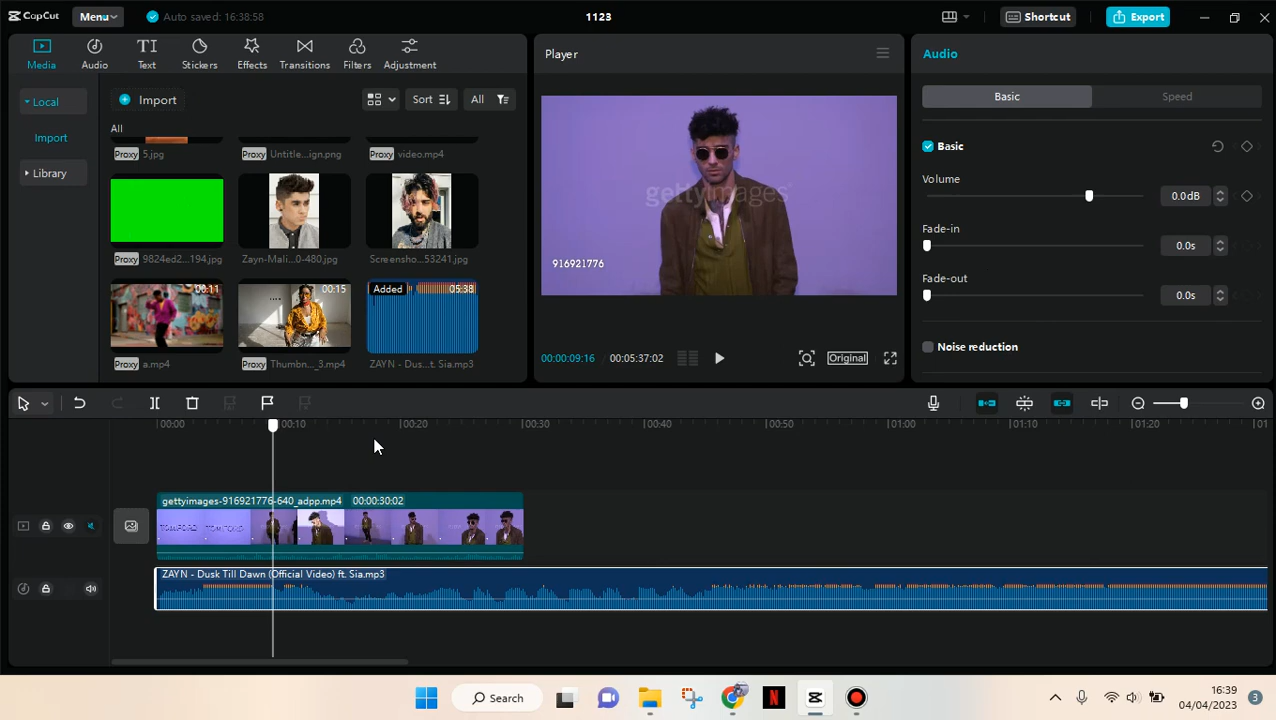 CapCut
Menu
Auto saved: 16:38:58
1123
Shortcut
Export
Media
Audio
Text
Stickers
Effects
Transitions
Filters
Adjustment
Local
Import
Library
Import
Sort
All
All
Proxy 5.jpg
Proxy Untitle...ign.png
Proxy video.mp4
Proxy 9824ed2...194.jpg
Zayn-Mali...0-480.jpg
Proxy Screensho...53241.jpg
00:11
00:15
Added 05:38
Proxy a.mp4
Proxy Thumbn..._3.mp4
ZAYN - Dus...t. Sia.mp3
Player
gettyimages®
916921776
00:00:09:16
00:05:37:02
Original
Audio
Basic
Speed
Basic
Volume
0.0dB
Fade-in
0.0s
Fade-out
0.0s
Noise reduction
00:00
00:10
00:20
00:30
00:40
00:50
01:00
01:10
01:20
01
gettyimages-916921776-640_adpp.mp4 00:00:30:02
TOMFORD
TOMFORD
ZAYN - Dusk Till Dawn (Official Video) ft. Sia.mp3
Search
16:39
04/04/2023
3